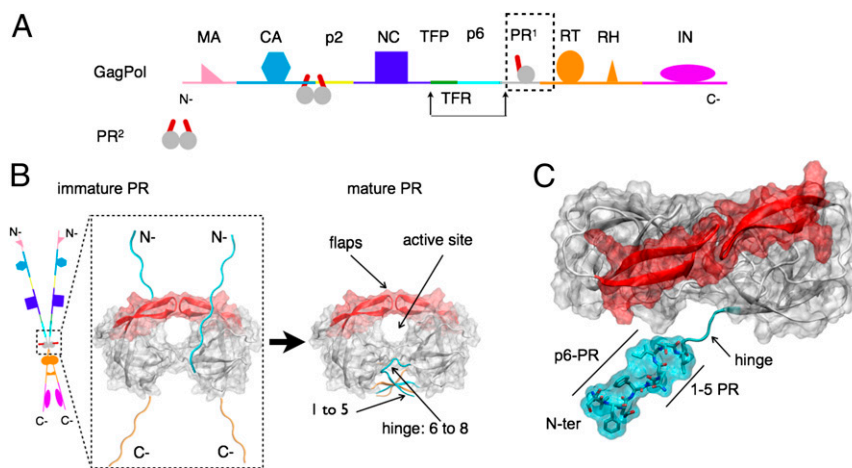 A
MA CA p2 NC TFP p6 PR¹ RT RH IN
GagPol
N- C-
TFR
PR²
B
immature PR mature PR
C
N- N- N- N-
flaps active site
p6-PR
hinge
1-5 PR
N-ter
1 to 5
hinge: 6 to 8
C- C- C- C-